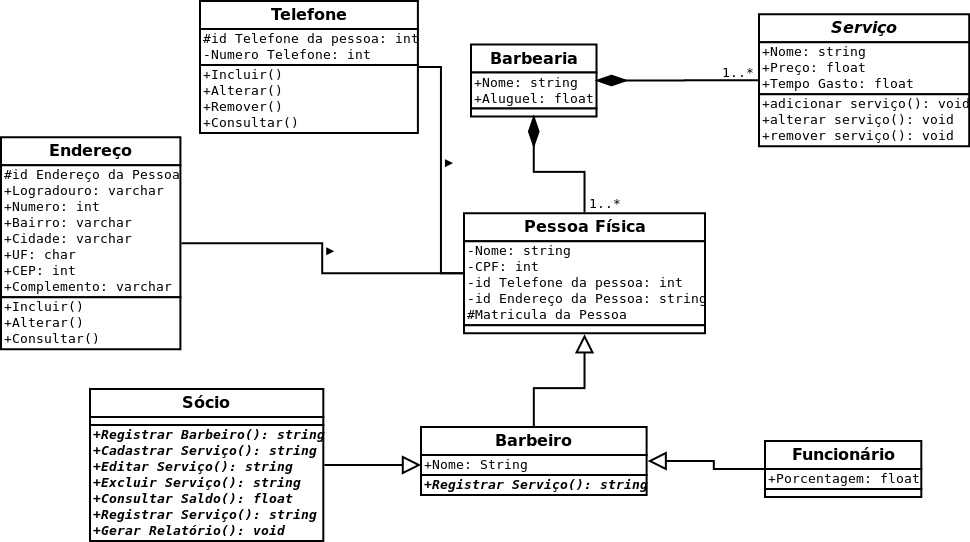 Telefone
#id Telefone da pessoa: int
-Numero Telefone: int
+Incluir()
+Alterar()
+Remover()
+Consultar()
Barbearia
+Nome: string
+Aluguel: float
1..*
Serviço
+Nome: string
+Preço: float
+Tempo Gasto: float
+adicionar serviço(): void
+alterar serviço(): void
+remover serviço(): void
Endereço
#id Endereço da Pessoa
+Logradouro: varchar
+Numero: int
+Bairro: varchar
+Cidade: varchar
+UF: char
+CEP: int
+Complemento: varchar
+Incluir()
+Alterar()
+Consultar()
1..*
Pessoa Física
-Nome: string
-CPF: int
-id Telefone da pessoa: int
-id Endereço da Pessoa: string
#Matricula da Pessoa
Sócio
+Registrar Barbeiro(): string
+Cadastrar Serviço(): string
+Editar Serviço(): string
+Excluir Serviço(): string
+Consultar Saldo(): float
+Registrar Serviço(): string
+Gerar Relatório(): void
Barbeiro
+Nome: String
+Registrar Serviço(): string
Funcionário
+Porcentagem: float